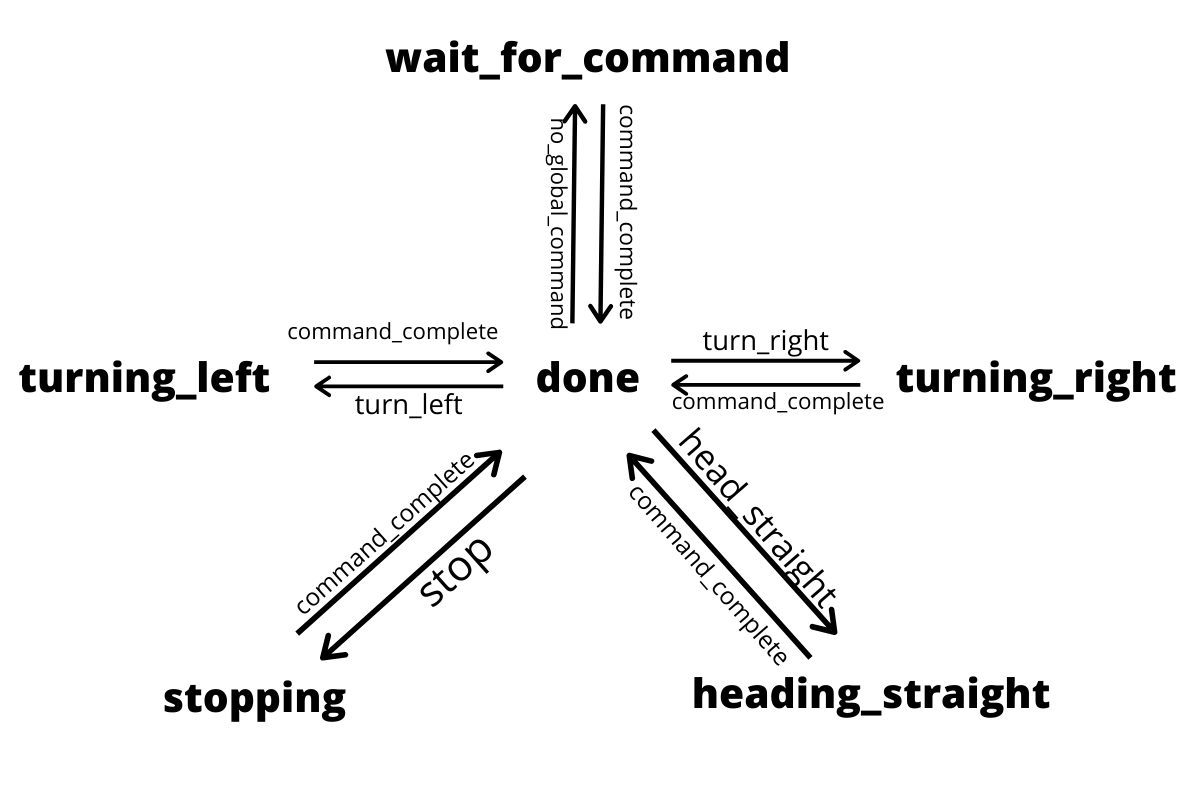 wait_for_command
no_global_command
command_complete
command_complete
turn_right
turning_left
done
turning_right
turn_left
command_complete
command_complete
stop
head_straight
command_complete
stopping
heading_straight